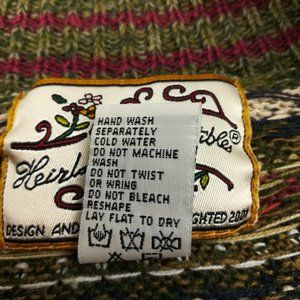 HAND WASH
SEPARATELY
COLD WATER
DO NOT MACHINE
WASH
DO NOT TWIST
OR WRING
DO NOT BLEACH
RESHAPE
LAY FLAT TO DRY
DESIGN AND